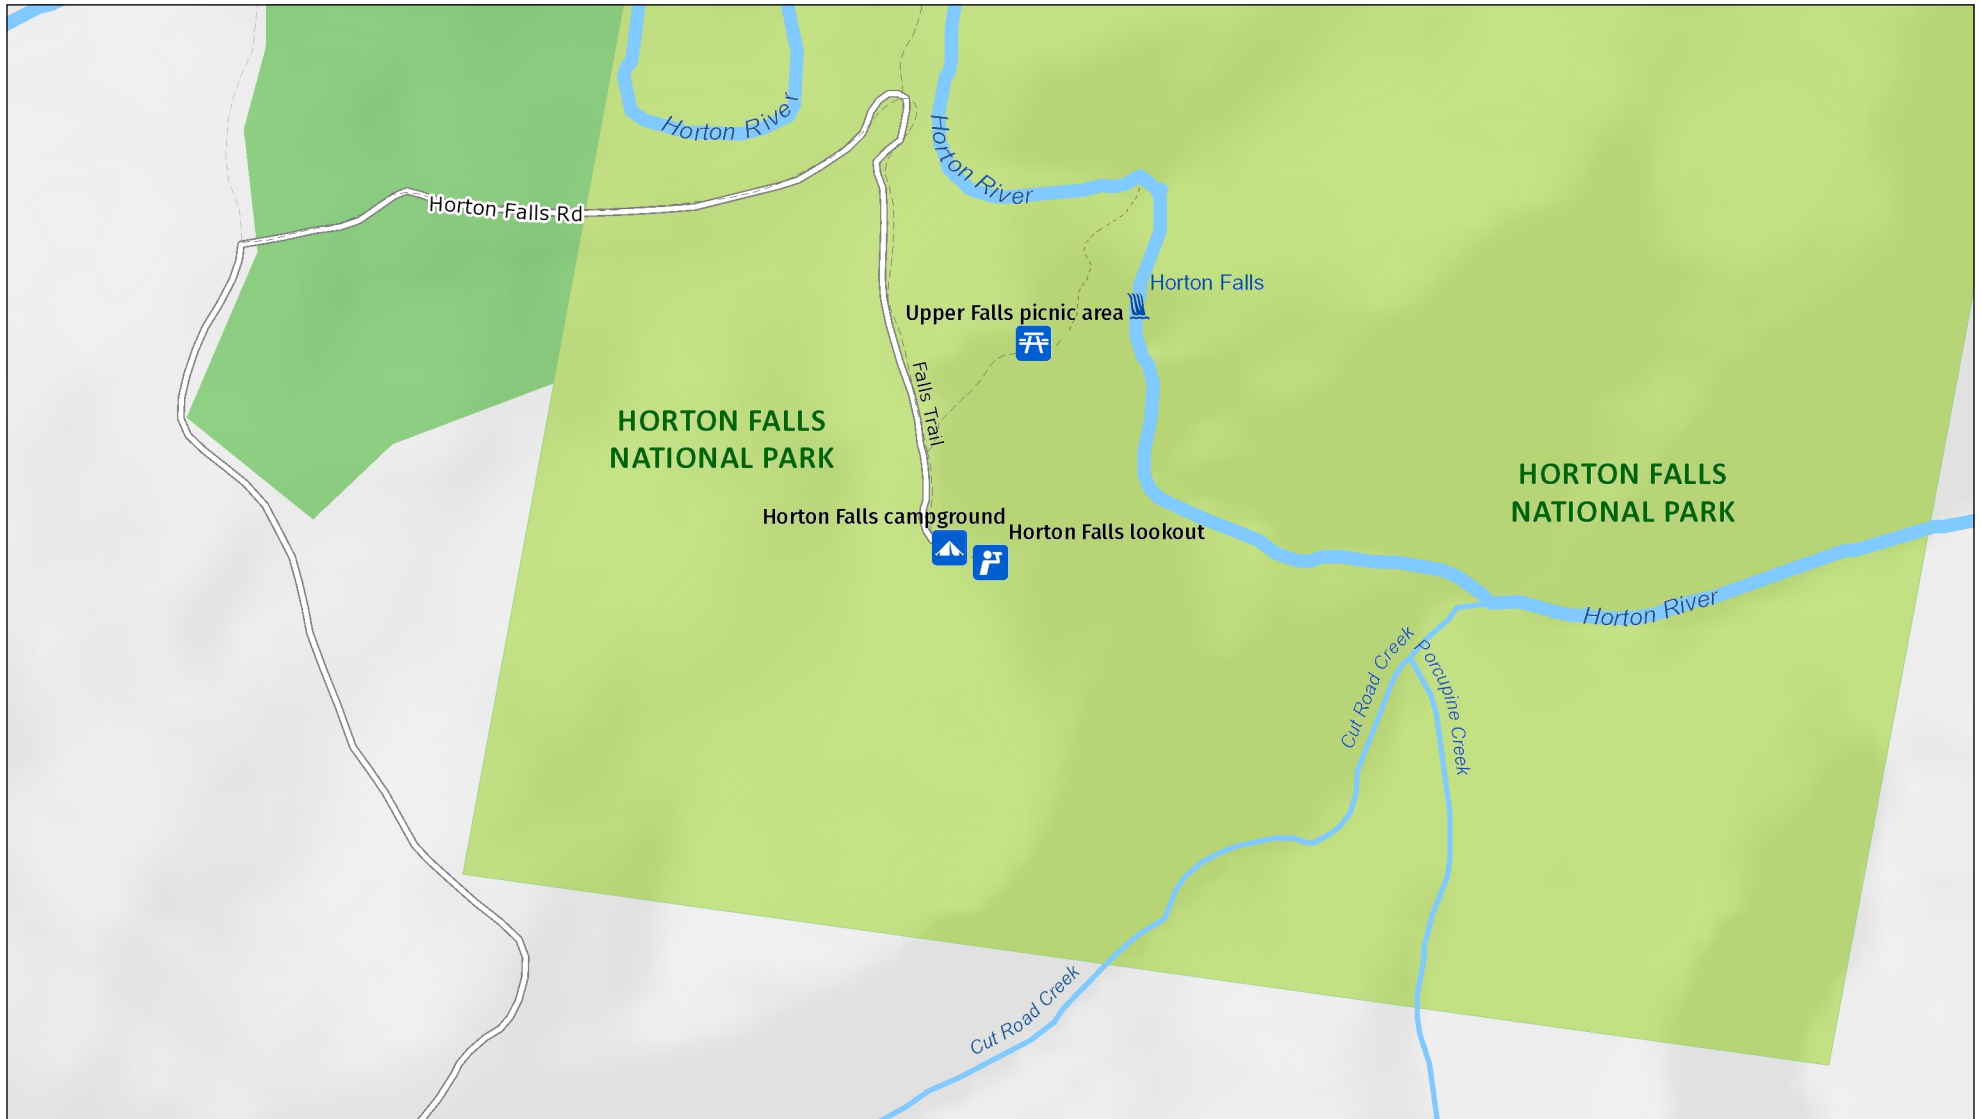 Horton River
Horton River
Horton Falls Rd
Horton Falls
Upper Falls picnic area
Falls Trail
HORTON FALLS
NATIONAL PARK
HORTON FALLS
NATIONAL PARK
Horton Falls campground
Horton Falls lookout
Horton River
Cut Road Creek
Porcupine Creek
Cut Road Creek